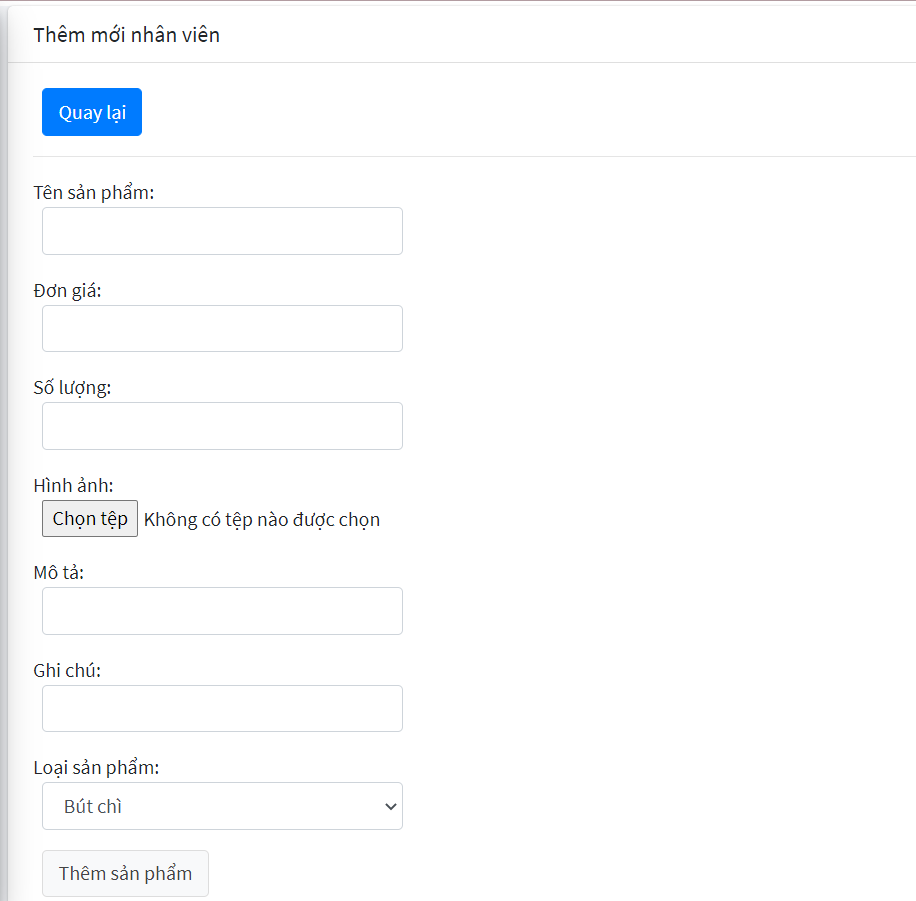 Thêm mới nhân viên
Quay lại
Tên sản phẩm:
Đơn giá:
Số lượng:
Hình ảnh:
Chọn tệp Không có tệp nào được chọn
Mô tả:
Ghi chú:
Loại sản phẩm:
Bút chì
Thêm sản phẩm